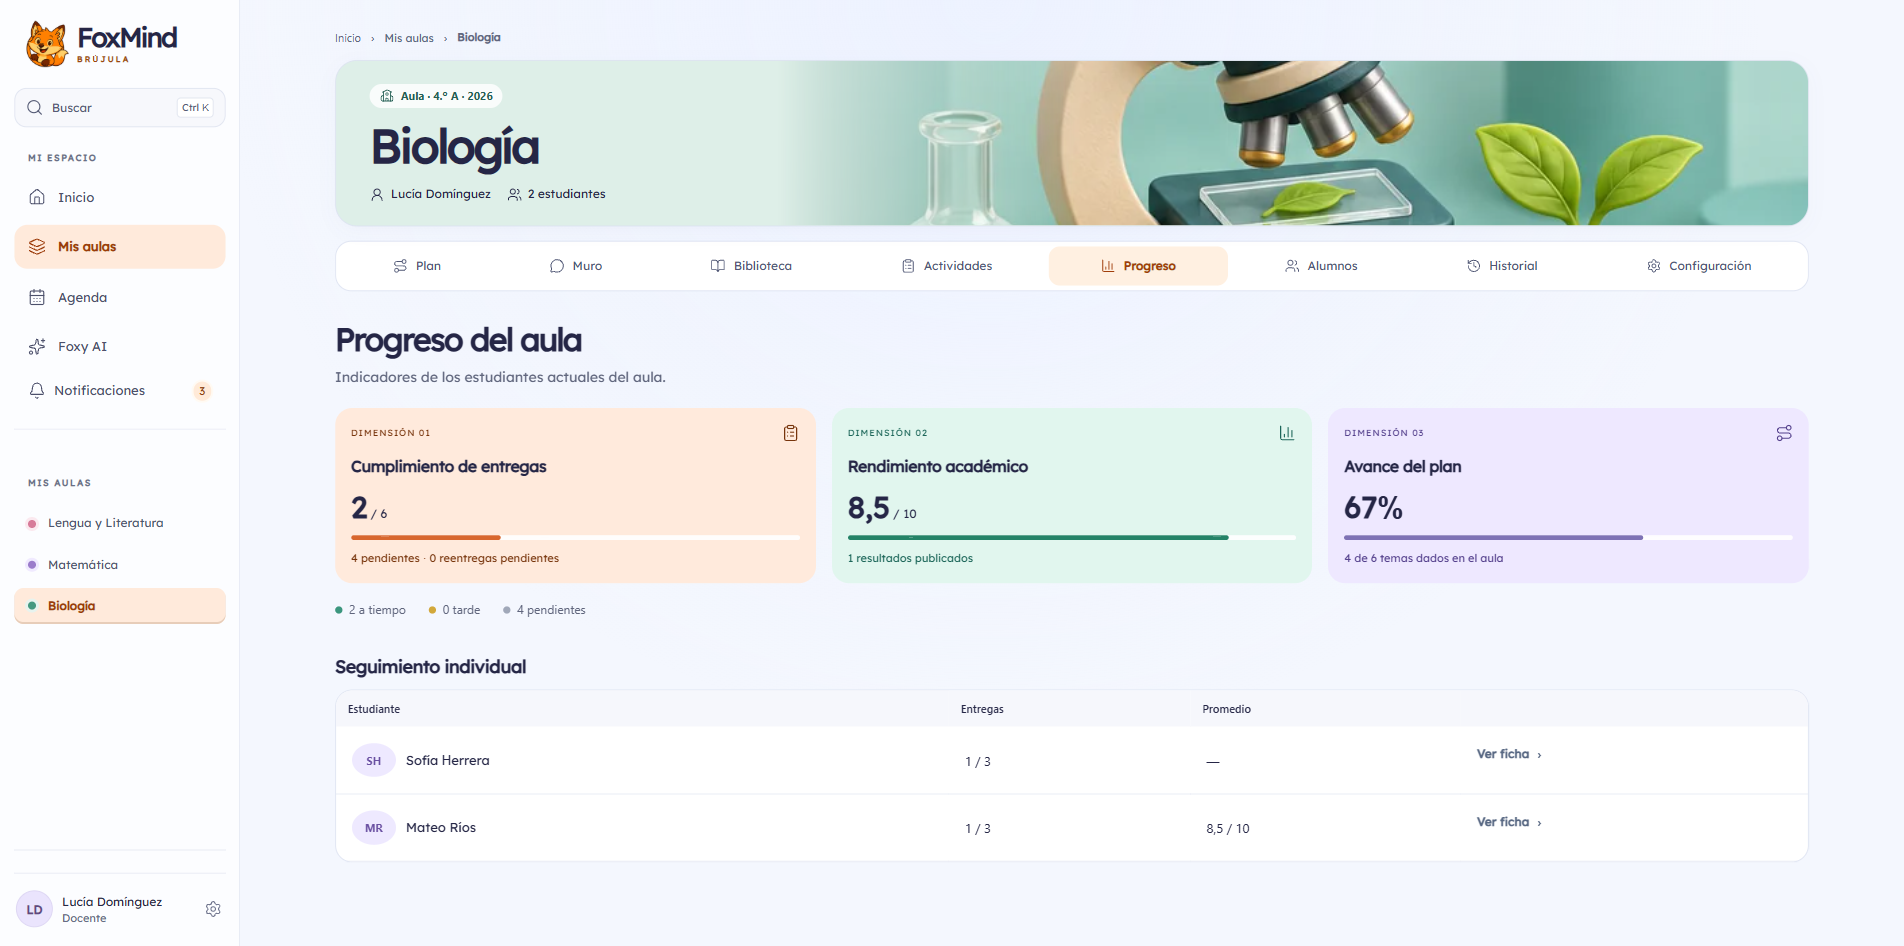 FoxMind
BRÚJULA
Buscar
Ctrl K
MI ESPACIO
Inicio
Mis aulas
Agenda
Foxy AI
Notificaciones
3
MIS AULAS
Lengua y Literatura
Matemática
Biología
LD
Lucía Domínguez
Docente
Inicio › Mis aulas › Biología
Aula · 4.º A · 2026
Biología
Lucía Domínguez
2 estudiantes
Plan
Muro
Biblioteca
Actividades
Progreso
Alumnos
Historial
Configuración
Progreso del aula
Indicadores de los estudiantes actuales del aula.
DIMENSIÓN 01
Cumplimiento de entregas
2 / 6
4 pendientes · 0 reentregas pendientes
DIMENSIÓN 02
Rendimiento académico
8,5 / 10
1 resultados publicados
DIMENSIÓN 03
Avance del plan
67%
4 de 6 temas dados en el aula
2 a tiempo
0 tarde
4 pendientes
Seguimiento individual
Estudiante Entregas Promedio
SH Sofía Herrera 1 / 3 — Ver ficha ›
MR Mateo Ríos 1 / 3 8,5 / 10 Ver ficha ›